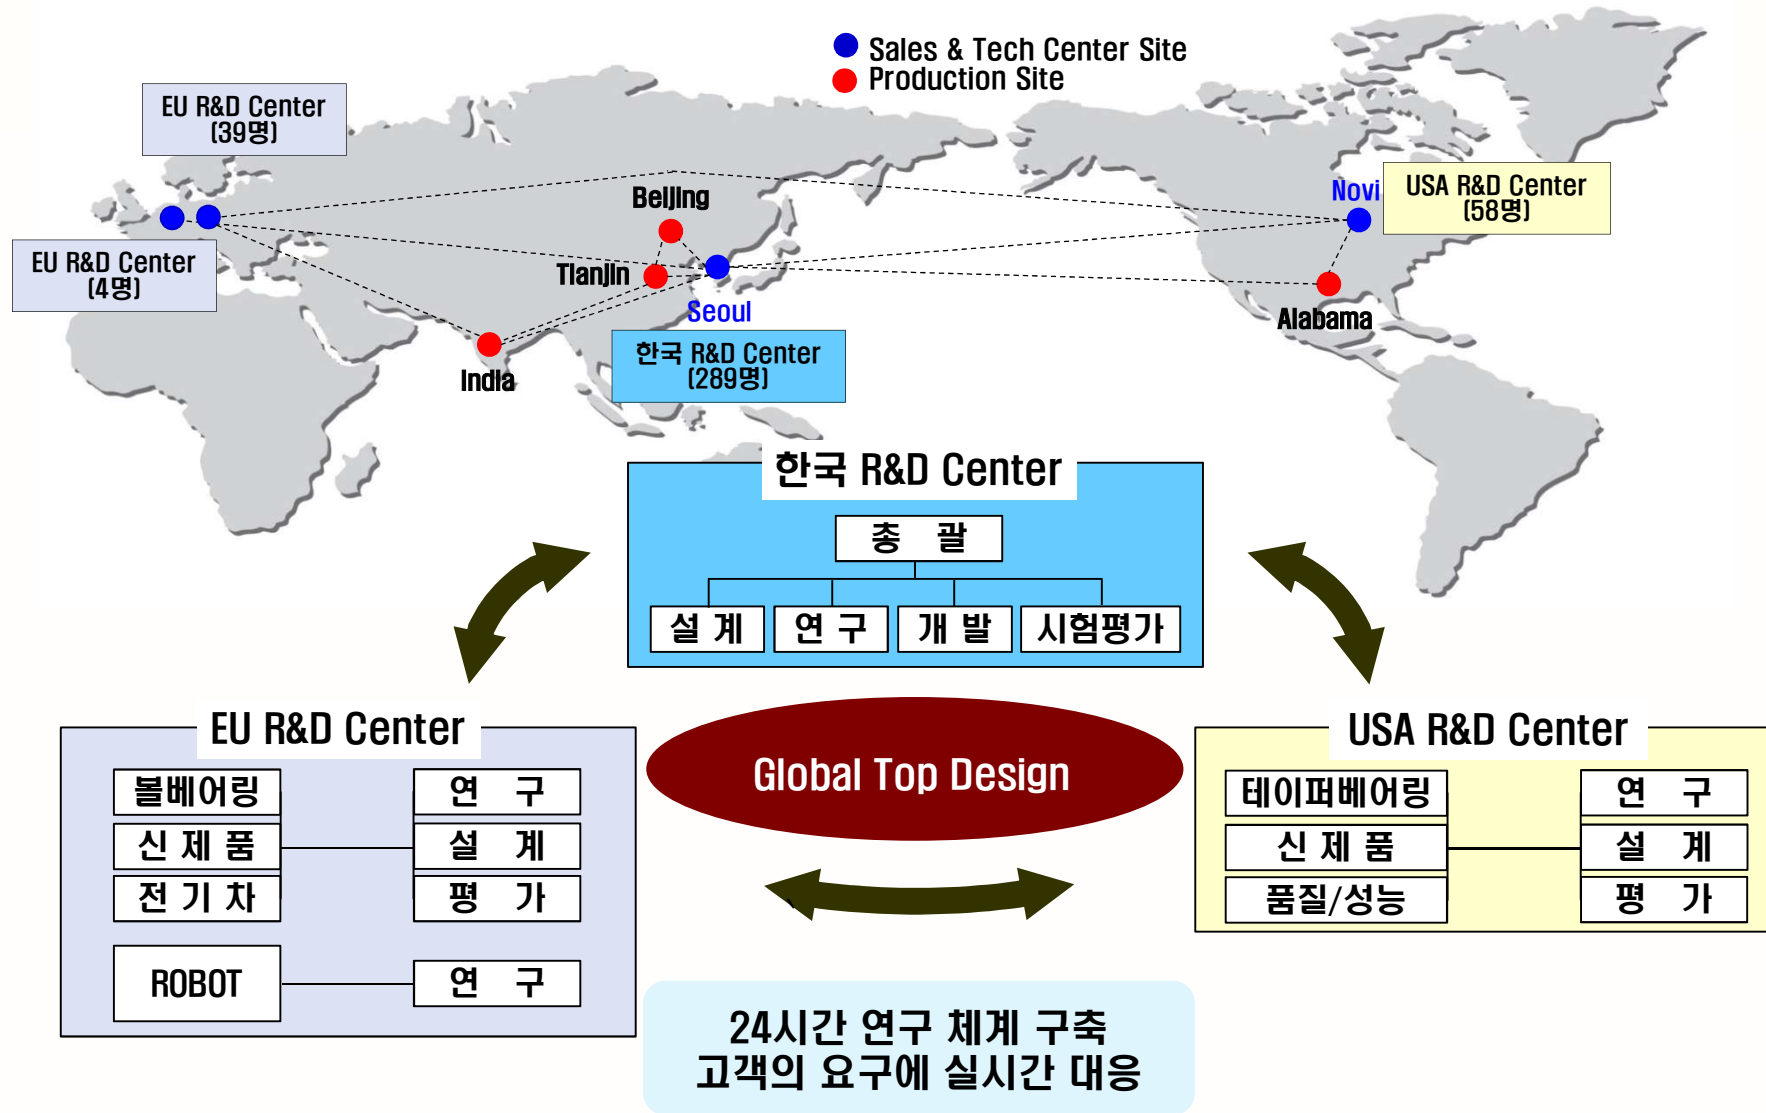 Sales & Tech Center Site
Production Site
EU R&D Center
(39명)
EU R&D Center
(4명)
Beijing
Tianjin
Seoul
India
한국 R&D Center
(289명)
Novi
USA R&D Center
(58명)
Alabama
한국 R&D Center
총 괄
설 계
연 구
개 발
시험평가
EU R&D Center
볼베어링
연 구
신 제 품
설 계
전 기 차
평 가
ROBOT
연 구
Global Top Design
USA R&D Center
테이퍼베어링
연 구
신 제 품
설 계
품질/성능
평 가
24시간 연구 체계 구축
고객의 요구에 실시간 대응